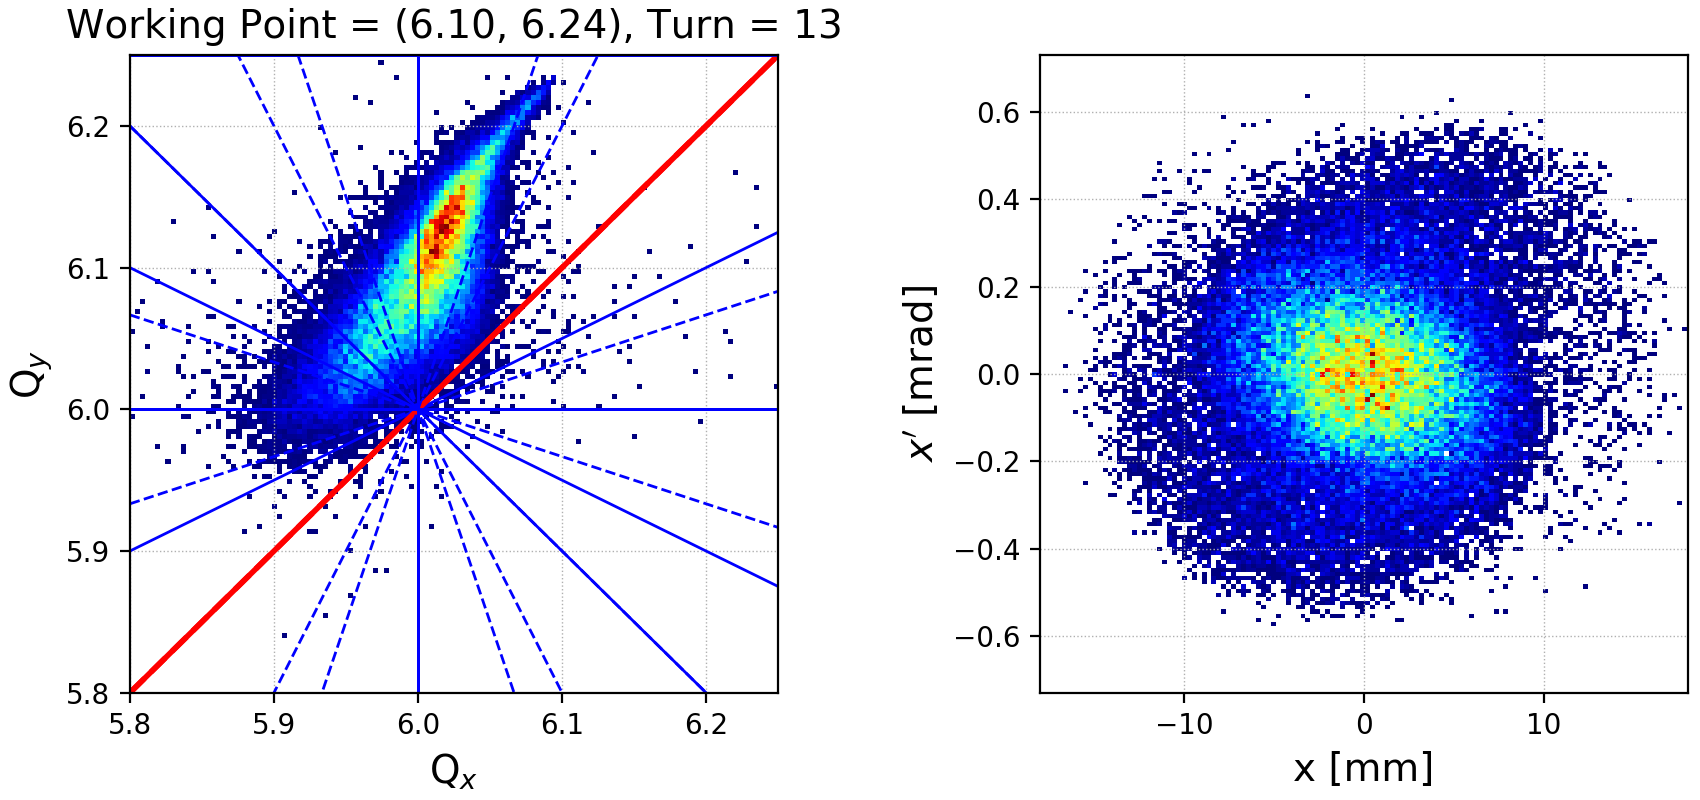 Working Point = (6.10, 6.24), Turn = 13
6.2
6.1
6.0
5.9
5.8
Q_y
5.8 5.9 6.0 6.1 6.2
Q_x
0.6
0.4
0.2
0.0
−0.2
−0.4
−0.6
x′ [mrad]
−10 0 10
x [mm]